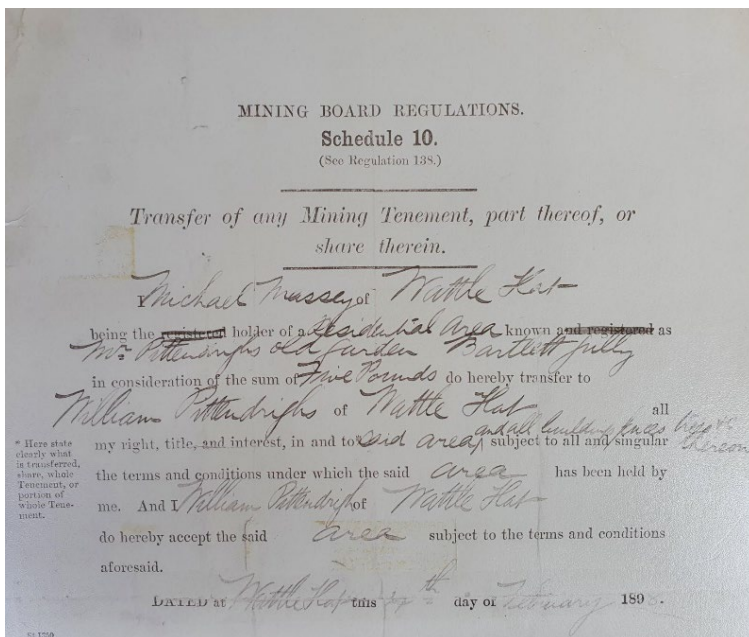 MINING BOARD REGULATIONS.
Schedule 10.
(See Regulation 138.)
Transfer of any Mining Tenement, part thereof, or
share therein.
I Michael Massey of Wattle Flat
being the registered holder of a Residential Area known and registered as
Mr. Pittendrighs old garden Bartlett gully
in consideration of the sum of Five Pounds do hereby transfer to
William Pittendrighs of Wattle Flat all
and all building fences
my right, title, and interest, in and to said area, subject to all and singular thereon
the terms and conditions under which the said area has been held by
me. And I William Pittendrigh of Wattle Flat
do hereby accept the said area subject to the terms and conditions
aforesaid.
DATED at Wattle Flat this day of February 1898.
* Here state
clearly what
is transferred,
share, whole
Tenement, or
portion of
whole Tene-
ment.